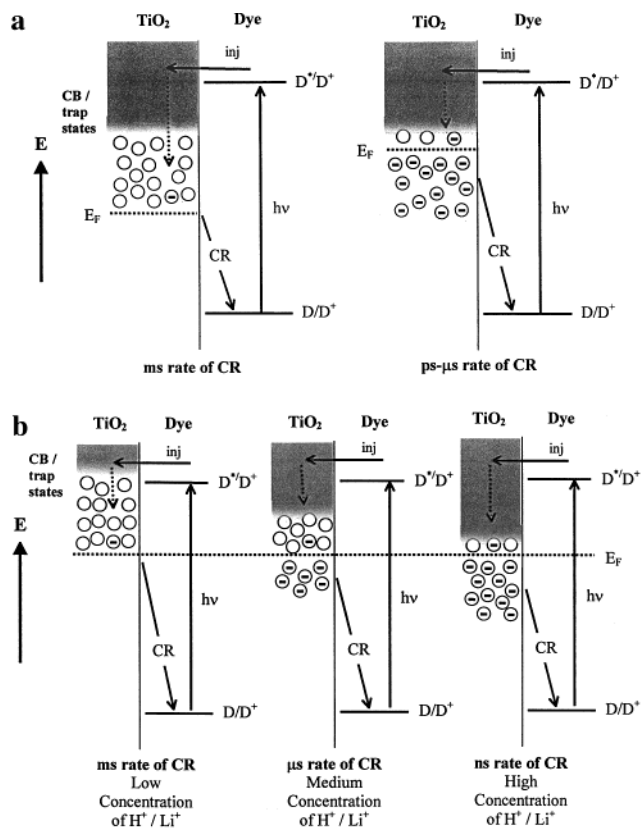 a
TiO₂ Dye
inj
D*/D⁺
CB /
trap
states
E
E_F
hν
CR
D/D⁺
ms rate of CR
TiO₂ Dye
inj
D*/D⁺
E_F
hν
CR
D/D⁺
ps-μs rate of CR
b
TiO₂ Dye
inj
CB /
trap
states
D*/D⁺
E
hν
CR
D/D⁺
ms rate of CR
Low
Concentration
of H⁺ / Li⁺
TiO₂ Dye
inj
D*/D⁺
hν
CR
D/D⁺
μs rate of CR
Medium
Concentration
of H⁺ / Li⁺
TiO₂ Dye
inj
D*/D⁺
E_F
hν
CR
D/D⁺
ns rate of CR
High
Concentration
of H⁺ / Li⁺